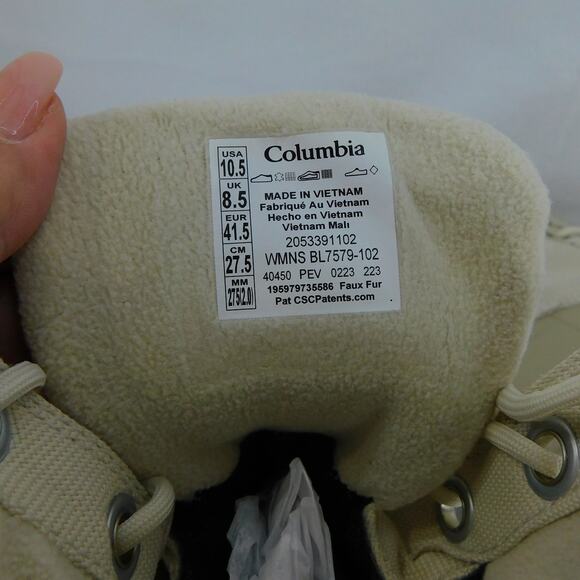 USA
10.5
UK
8.5
EUR
41.5
CM
27.5
MM
275(2.0)
Columbia
MADE IN VIETNAM
Fabriqué Au Vietnam
Hecho en Vietnam
Vietnam Malı
2053391102
WMNS BL7579-102
40450 PEV 0223 223
195979735586 Faux Fur
Pat CSCPatents.com